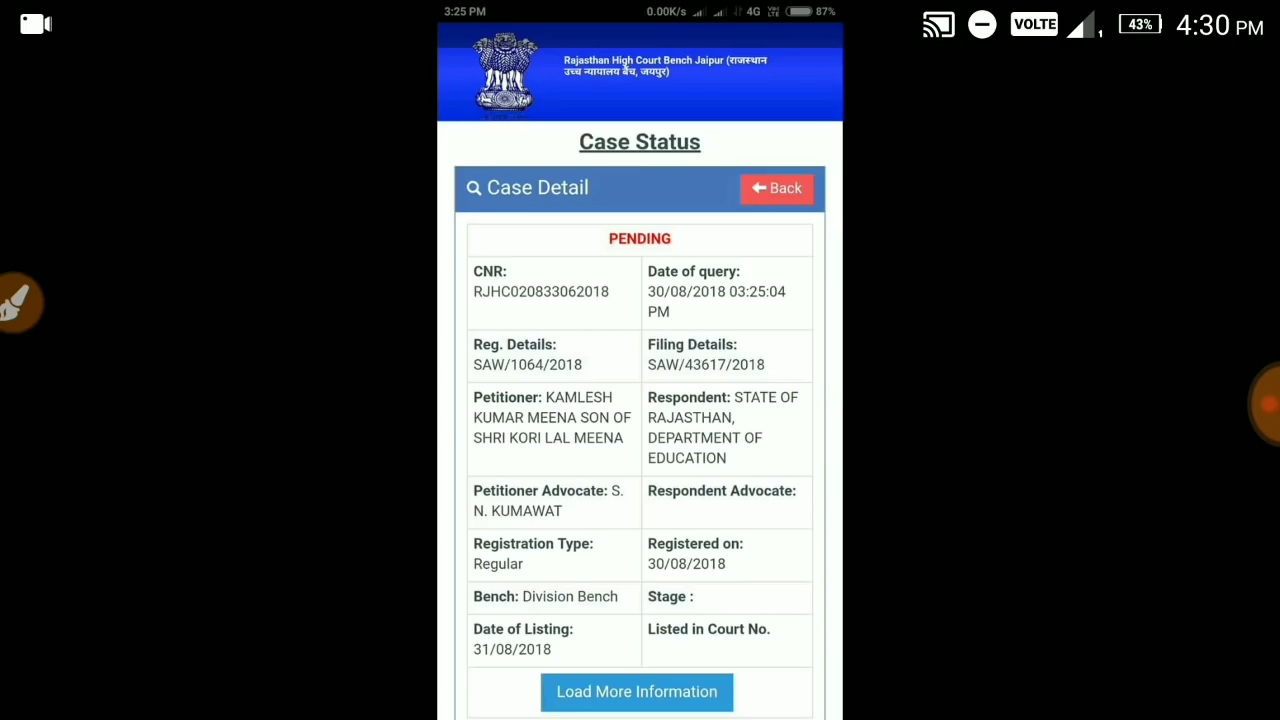 3:25 PM 0.00K/s 4G VoLTE 87%
VOLTE 43% 4:30 PM
Rajasthan High Court Bench Jaipur (राजस्थान
उच्च न्यायालय बैंच, जयपुर)
Case Status
Case Detail Back
PENDING
CNR:
RJHC020833062018
Date of query:
30/08/2018 03:25:04
PM
Reg. Details:
SAW/1064/2018
Filing Details:
SAW/43617/2018
Petitioner: KAMLESH
KUMAR MEENA SON OF
SHRI KORI LAL MEENA
Respondent: STATE OF
RAJASTHAN,
DEPARTMENT OF
EDUCATION
Petitioner Advocate: S.
N. KUMAWAT
Respondent Advocate:
Registration Type:
Regular
Registered on:
30/08/2018
Bench: Division Bench
Stage :
Date of Listing:
31/08/2018
Listed in Court No.
Load More Information